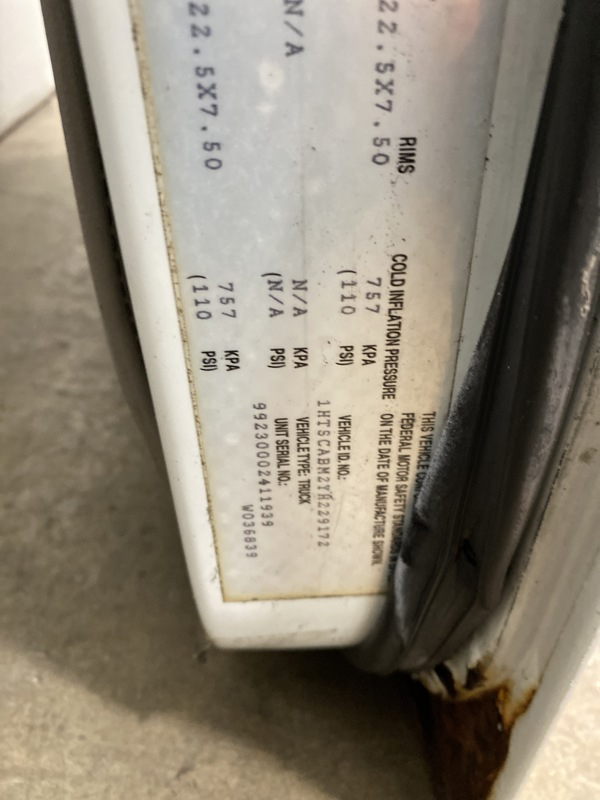 RIMS
22.5X7.50
N/A
22.5X7.50
COLD INFLATION PRESSURE
757 KPA
(110 PSI)
N/A KPA
(N/A PSI)
757 KPA
(110 PSI)
THIS VEHICLE
FEDERAL MOTOR SAFETY
ON THE DATE OF MANUFACTURE SHOWN.
VEHICLE ID. NO.:
1HTSCABM2YH229172
VEHICLE TYPE: TRUCK
UNIT SERIAL NO.:
99230002411939
W036839